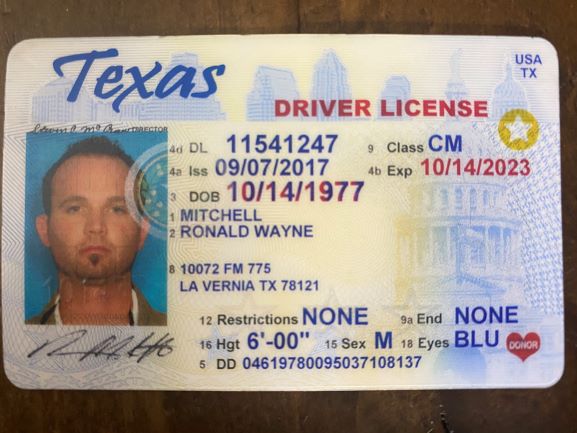 Texas
USA
TX
DRIVER LICENSE
4d DL 11541247 9 Class CM
4a Iss 09/07/2017 4b Exp 10/14/2023
3 DOB 10/14/1977
1 MITCHELL
2 RONALD WAYNE
8 10072 FM 775
LA VERNIA TX 78121
12 Restrictions NONE 9a End NONE
16 Hgt 6'-00" 15 Sex M 18 Eyes BLU
5 DD 04619780095037108137
DONOR